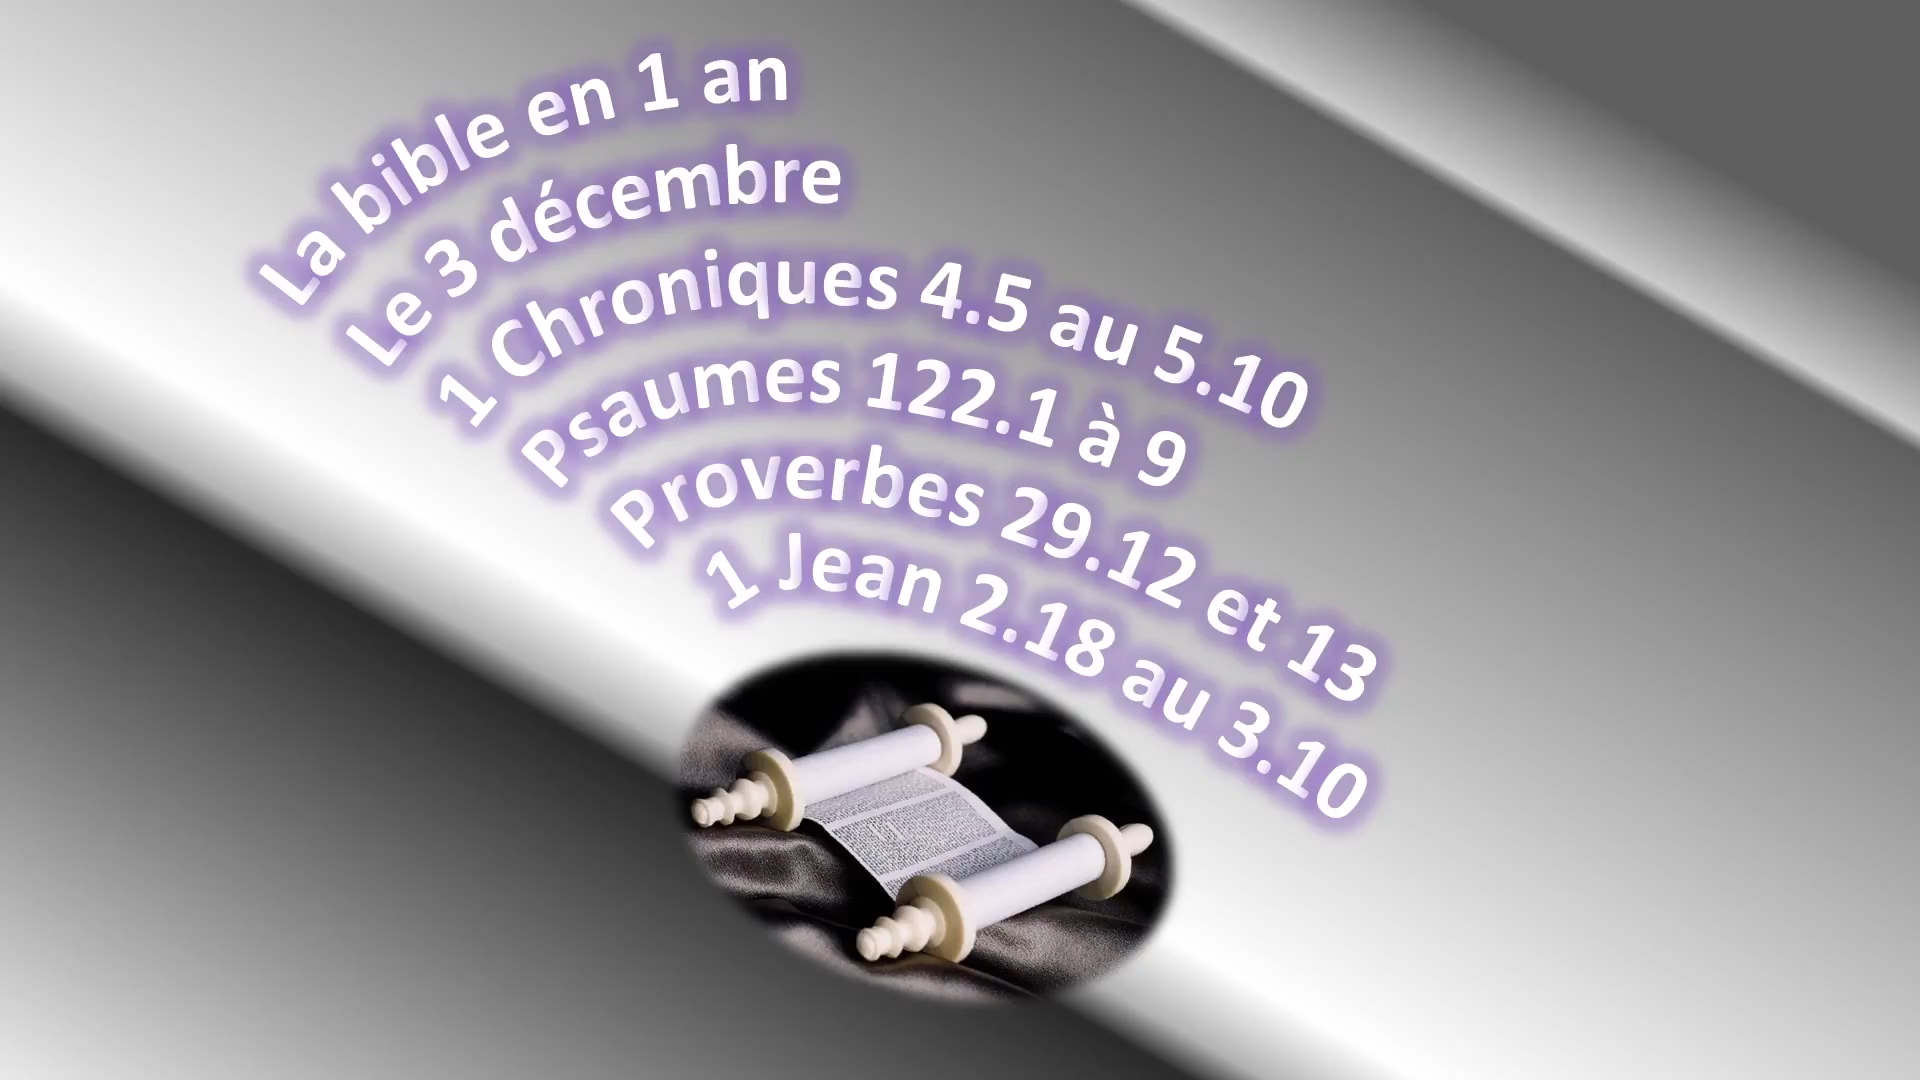 La bible en 1 an
Le 3 décembre
1 Chroniques 4.5 au 5.10
Psaumes 122.1 à 9
Proverbes 29.12 et 13
1 Jean 2.18 au 3.10